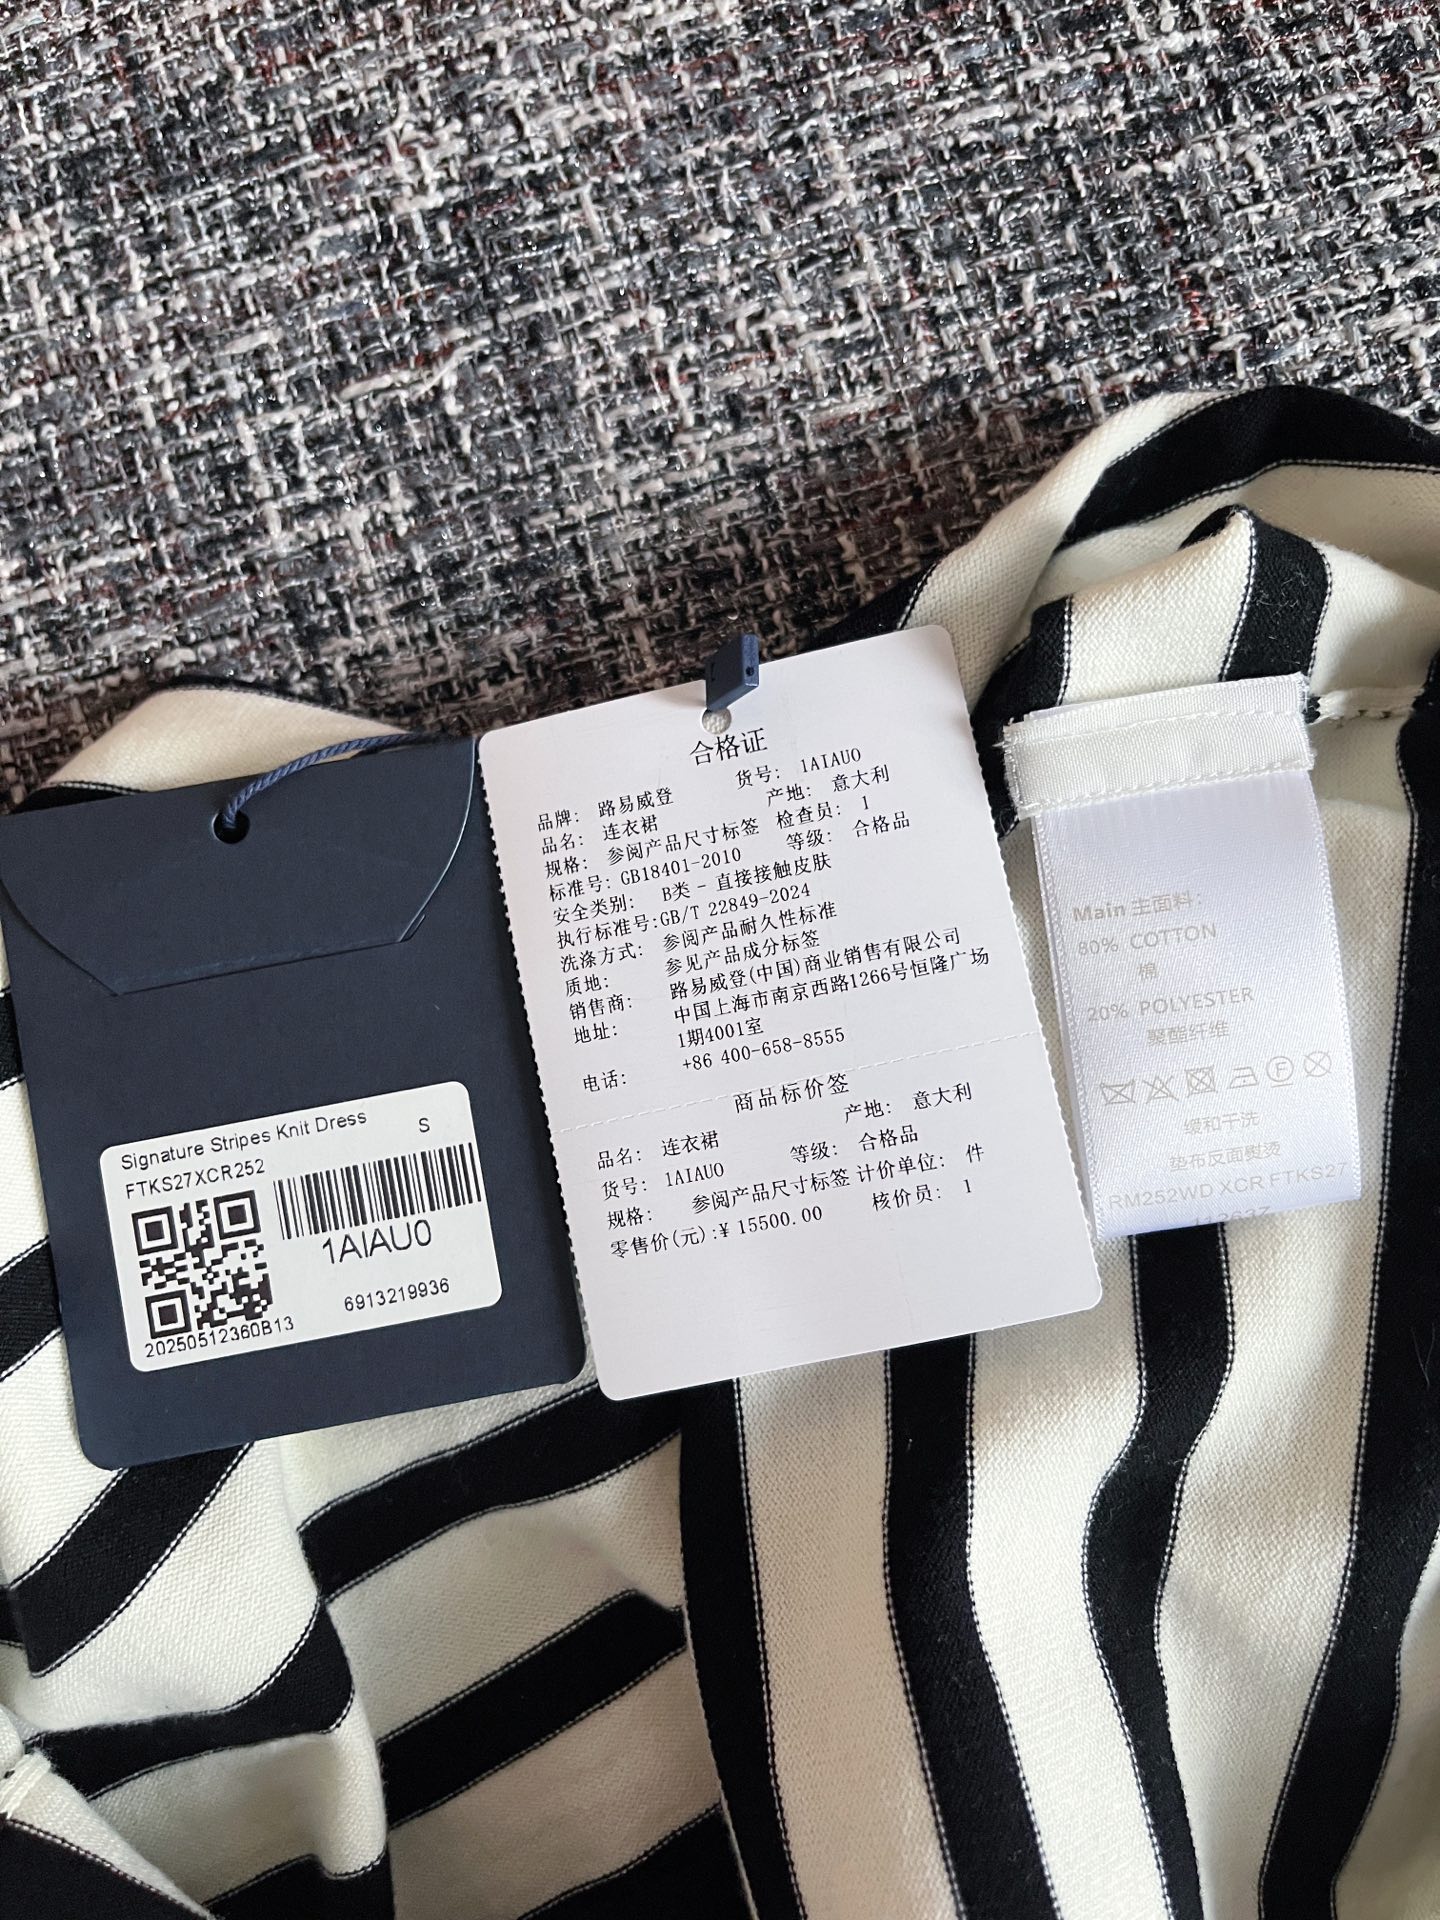 Signature Stripes Knit Dress S
FTKS27XCR252
1AIAU0
6913219936
20250512360B13
合格证
货号: 1AIAU0
品牌: 路易威登 产地: 意大利
品名: 连衣裙 检查员: 1
规格: 参阅产品尺寸标签 等级: 合格品
标准号: GB18401-2010
安全类别: B类 - 直接接触皮肤
执行标准号:GB/T 22849-2024
洗涤方式: 参阅产品耐久性标准
质地: 参见产品成分标签
销售商: 路易威登(中国)商业销售有限公司
地址: 中国上海市南京西路1266号恒隆广场
1期4001室
电话: +86 400-658-8555
商品标价签
产地: 意大利
品名: 连衣裙 等级: 合格品
货号: 1AIAU0
规格: 参阅产品尺寸标签 计价单位: 件
零售价(元):¥ 15500.00 核价员: 1
Main 主面料:
80% COTTON
棉
20% POLYESTER
聚酯纤维
缓和干洗
垫布反面熨烫
RM252WD XCR FTKS27